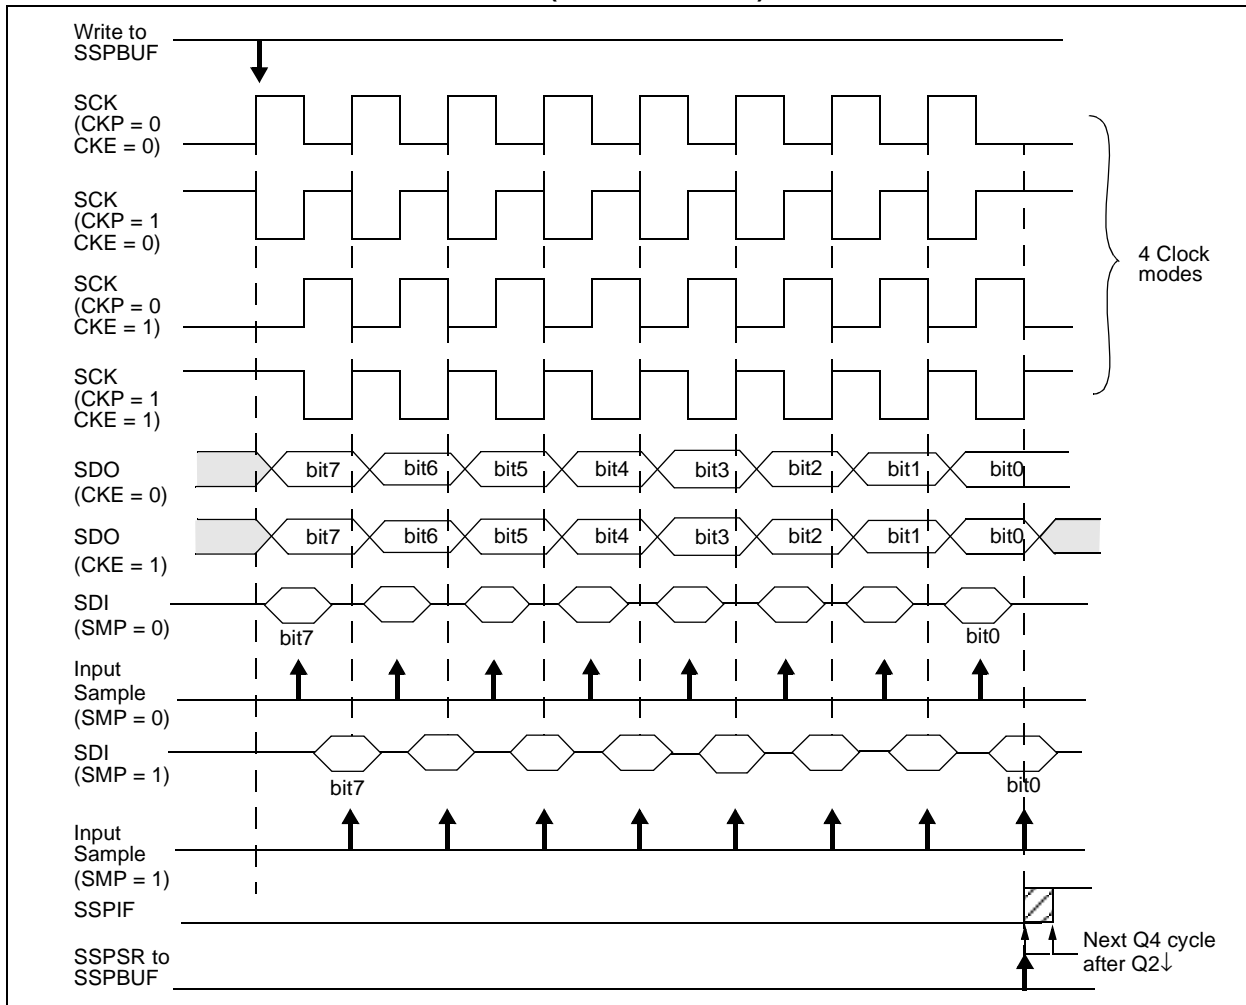 Write to
SSPBUF
SCK
(CKP = 0
CKE = 0)
SCK
(CKP = 1
CKE = 0)
SCK
(CKP = 0
CKE = 1)
SCK
(CKP = 1
CKE = 1)
4 Clock
modes
SDO
(CKE = 0)
bit7 bit6 bit5 bit4 bit3 bit2 bit1 bit0
SDO
(CKE = 1)
bit7 bit6 bit5 bit4 bit3 bit2 bit1 bit0
SDI
(SMP = 0)
bit7 bit0
Input
Sample
(SMP = 0)
SDI
(SMP = 1)
bit7 bit0
Input
Sample
(SMP = 1)
SSPIF
Next Q4 cycle
after Q2↓
SSPSR to
SSPBUF